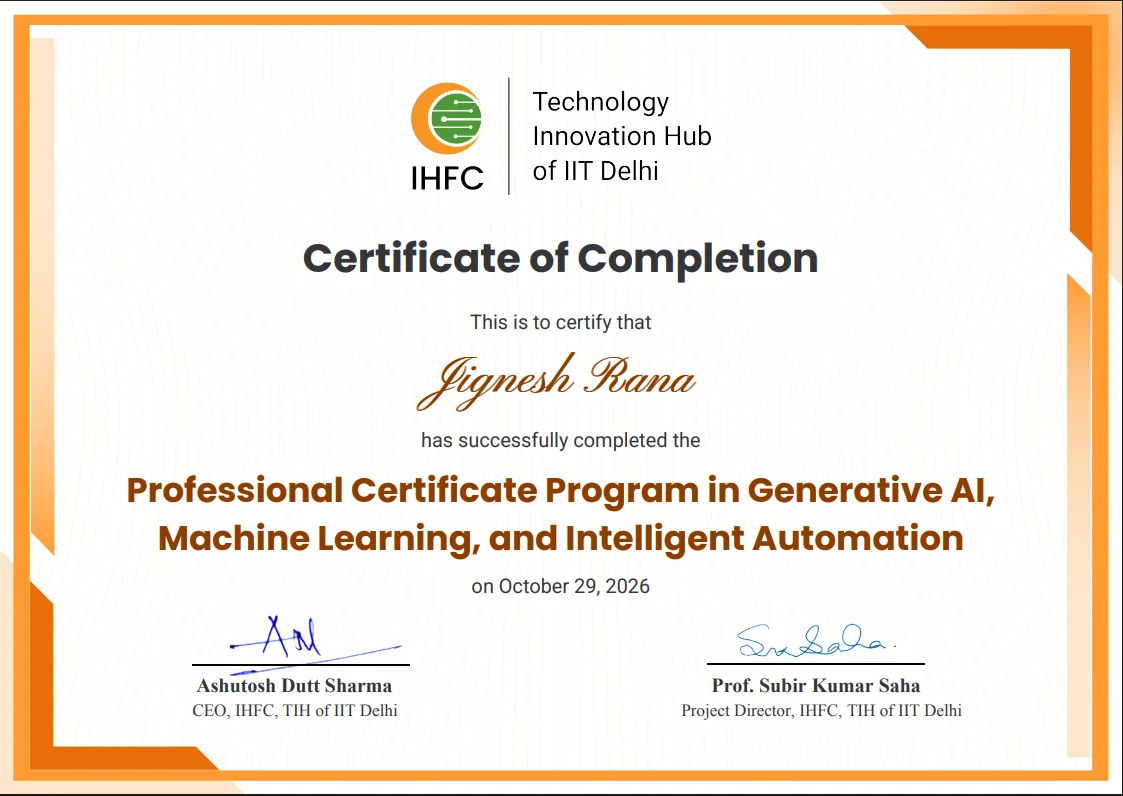 IHFC
Technology
Innovation Hub
of IIT Delhi
Certificate of Completion
This is to certify that
Jignesh Rana
has successfully completed the
Professional Certificate Program in Generative AI,
Machine Learning, and Intelligent Automation
on October 29, 2026
Ashutosh Dutt Sharma
CEO, IHFC, TIH of IIT Delhi
Prof. Subir Kumar Saha
Project Director, IHFC, TIH of IIT Delhi